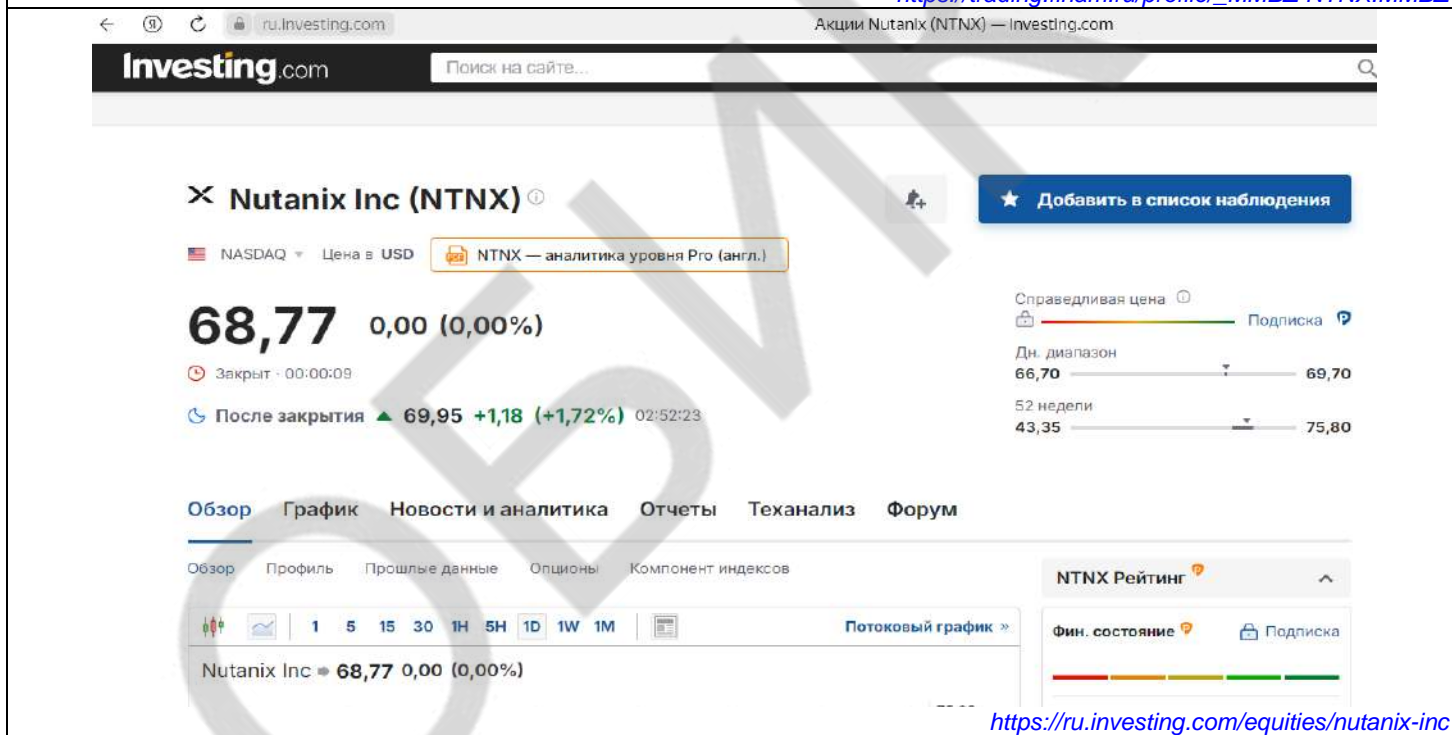 ru.investing.com
Акции Nutanix (NTNX) — Investing.com
Investing.com
Поиск на сайте...
Nutanix Inc (NTNX)
Добавить в список наблюдения
NASDAQ Цена в USD
NTNX — аналитика уровня Pro (англ.)
68,77 0,00 (0,00%)
Справедливая цена
Подписка
Закрыт · 00:00:09
Дн. диапазон
66,70 69,70
После закрытия 69,95 +1,18 (+1,72%) 02:52:23
52 недели
43,35 75,80
Обзор График Новости и аналитика Отчеты Теханализ Форум
Обзор Профиль Прошлые данные Опционы Компонент индексов
NTNX Рейтинг
1 5 15 30 1H 5H 1D 1W 1M
Потоковый график »
Фин. состояние Подписка
Nutanix Inc 68,77 0,00 (0,00%)
https://ru.investing.com/equities/nutanix-inc